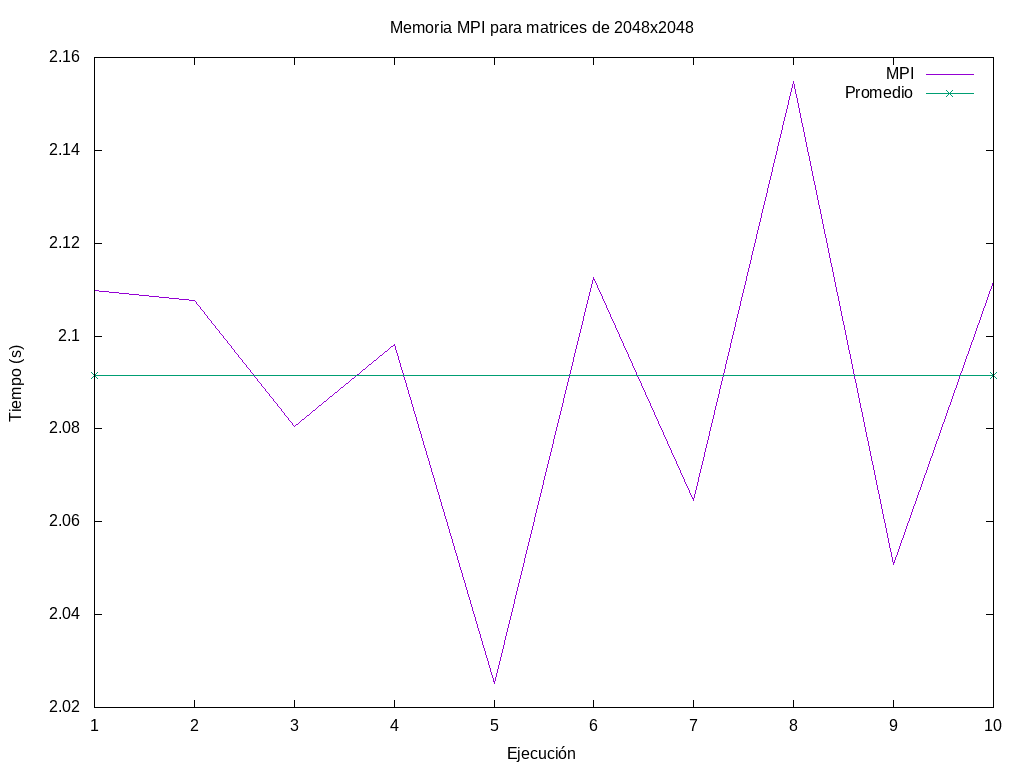 Memoria MPI para matrices de 2048x2048
MPI
Promedio
2.16
2.14
2.12
2.1
2.08
2.06
2.04
2.02
Tiempo (s)
1 2 3 4 5 6 7 8 9 10
Ejecución